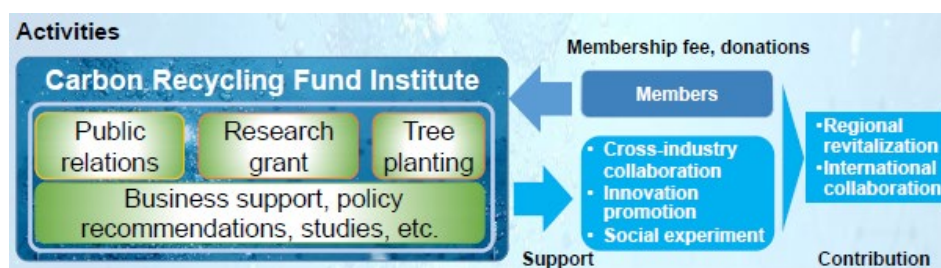 Activities
Carbon Recycling Fund Institute
Public
relations
Research
grant
Tree
planting
Business support, policy
recommendations, studies, etc.
Membership fee, donations
Members
• Cross-industry
collaboration
• Innovation
promotion
• Social experiment
Support
•Regional
revitalization
•International
collaboration
Contribution